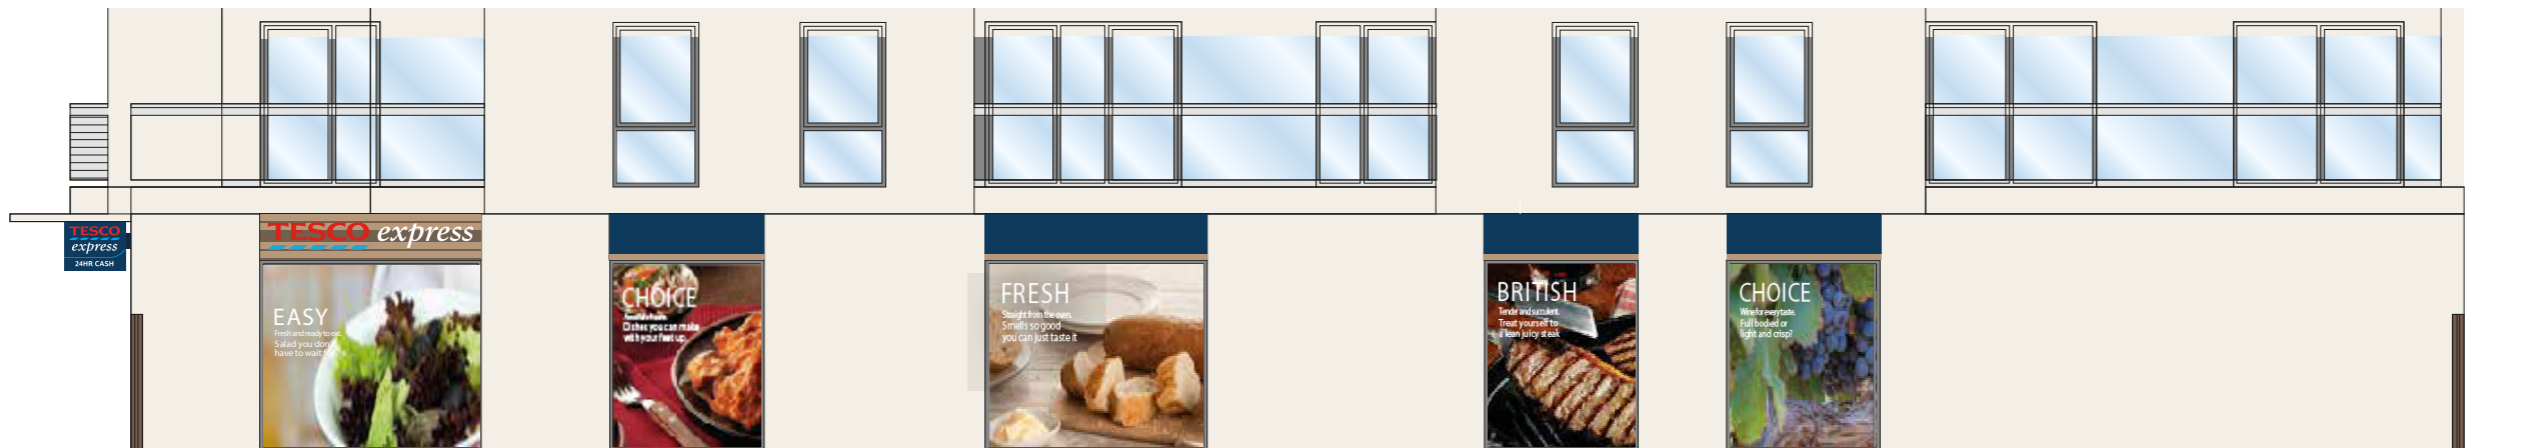 TESCO express
TESCO
express
24HR CASH
EASY
Fresh and ready to eat.
Salad you don't
have to wait
CHOICE
Dishes you can make
with your feet up.
FRESH
Straight from the oven.
Smells so good
you can just taste it
BRITISH
Tender and succulent.
Treat yourself to
a lean juicy steak
CHOICE
Wine for every taste.
Full bodied or
light and crisp?